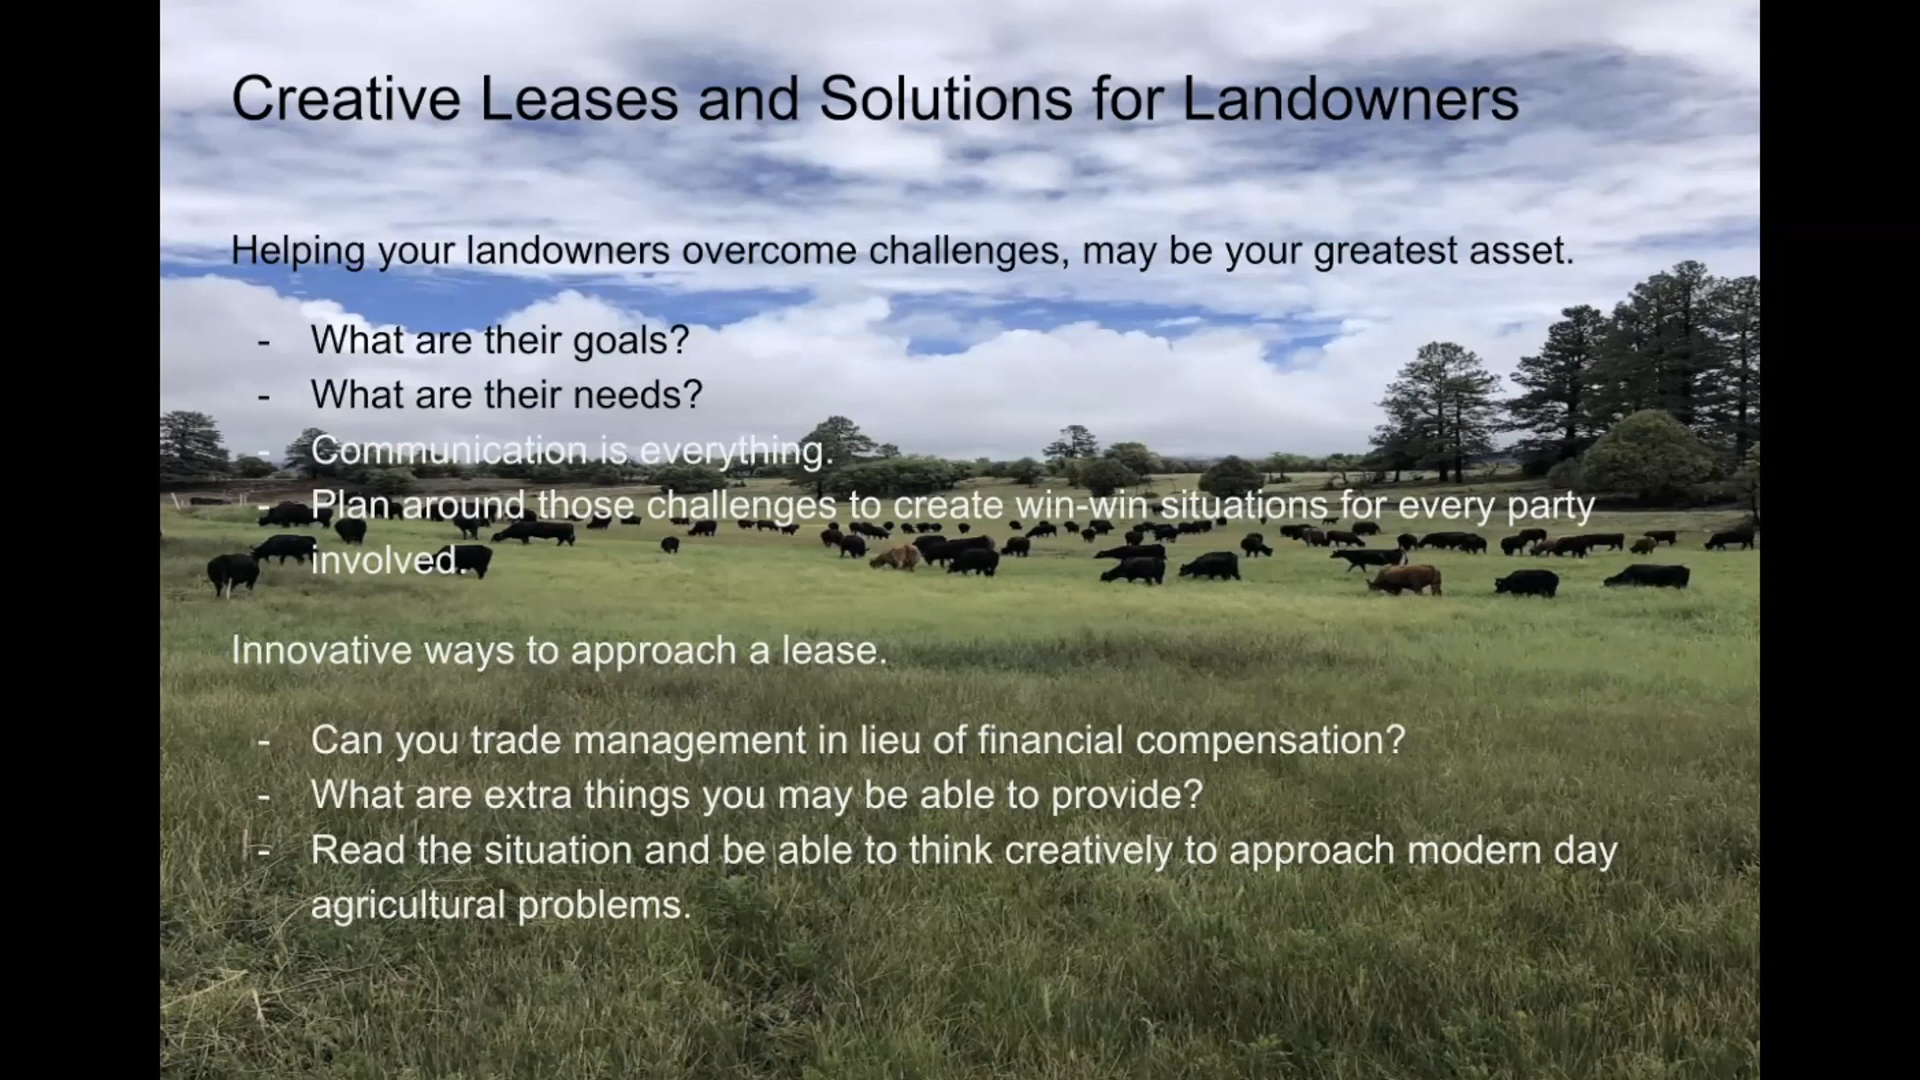 Creative Leases and Solutions for Landowners
Helping your landowners overcome challenges, may be your greatest asset.
- What are their goals?
- What are their needs?
- Communication is everything.
- Plan around those challenges to create win-win situations for every party
involved.
Innovative ways to approach a lease.
- Can you trade management in lieu of financial compensation?
- What are extra things you may be able to provide?
- Read the situation and be able to think creatively to approach modern day
agricultural problems.